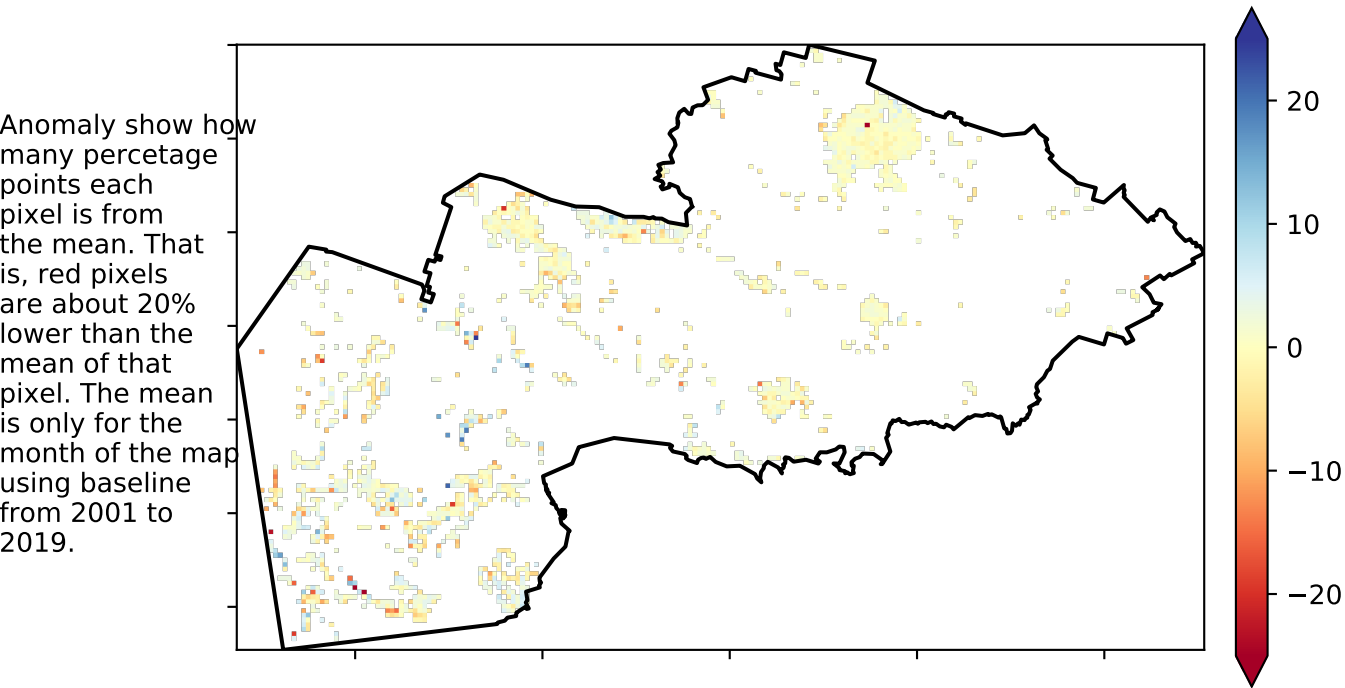 Anomaly show how
many percetage
points each
pixel is from
the mean. That
is, red pixels
are about 20%
lower than the
mean of that
pixel. The mean
is only for the
month of the map
using baseline
from 2001 to
2019.
20
10
0
−10
−20